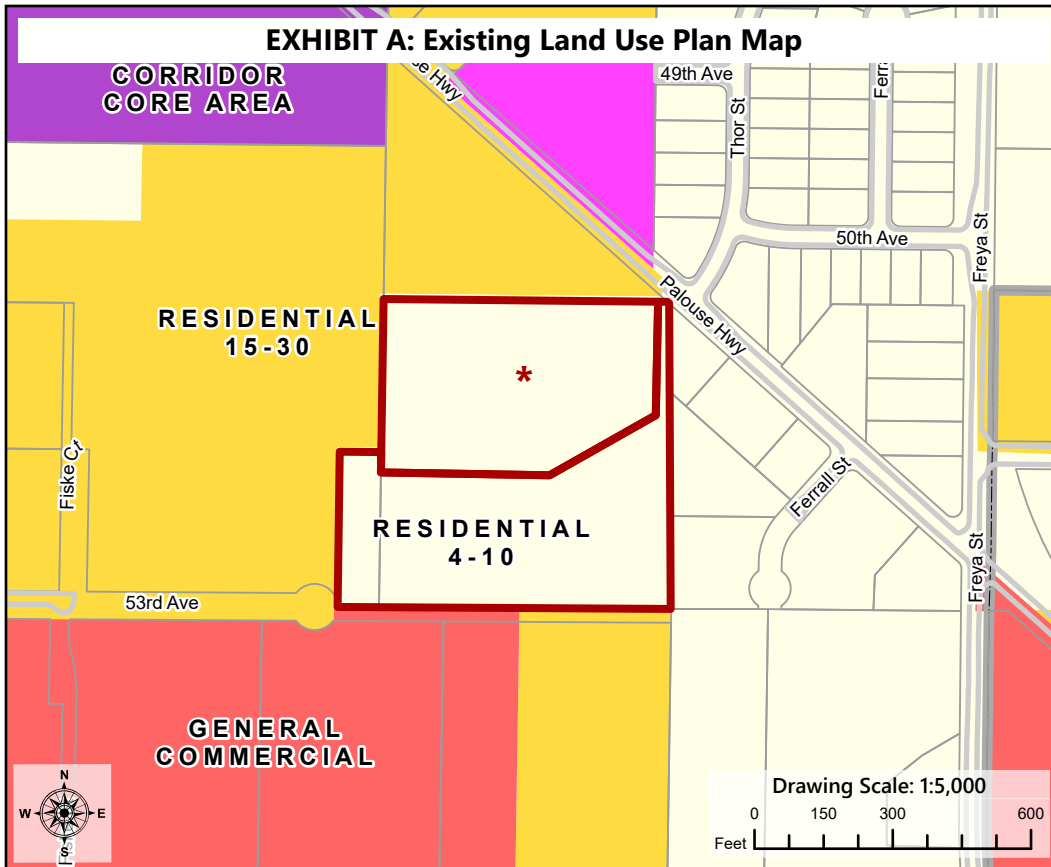 EXHIBIT A: Existing Land Use Plan Map
CORRIDOR
CORE AREA
Hwy
49th Ave
Thor St
Freya St
50th Ave
Palouse Hwy
RESIDENTIAL
15-30
*
Fiske Ct
Ferrall St
RESIDENTIAL
4-10
Freya St
53rd Ave
GENERAL
COMMERCIAL
N
W
E
S
Drawing Scale: 1:5,000
0 150 300 600
Feet